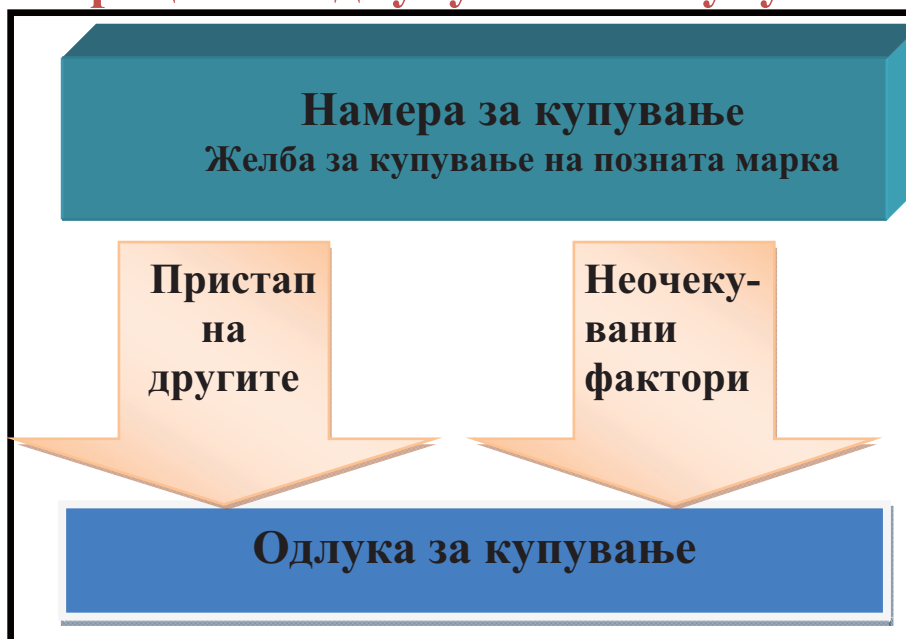 Намера за купување
Желба за купување на позната марка
Пристап
на
другите
Неочеку-
вани
фактори
Одлука за купување